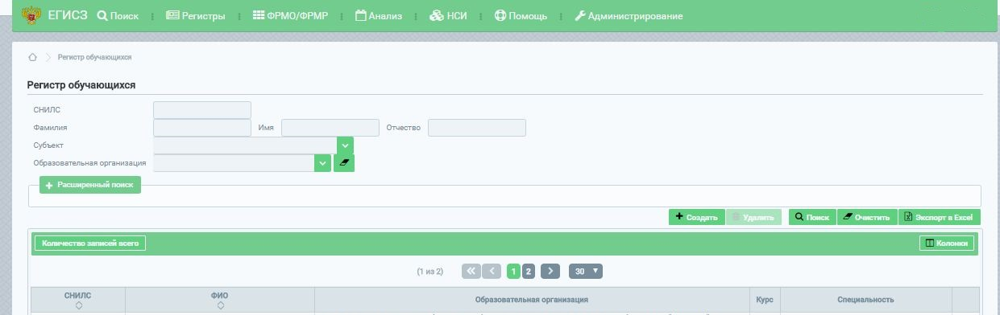 ЕГИСЗ Поиск Регистры ФРМО/ФРМР Анализ НСИ Помощь Администрирование
Регистр обучающихся
Регистр обучающихся
СНИЛС
Фамилия Имя Отчество
Субъект
Образовательная организация
Расширенный поиск
Создать Удалить Поиск Очистить Экспорт в Excel
Количество записей всего Колонки
(1 из 2) 1 2 30
СНИЛС ФИО Образовательная организация Курс Специальность